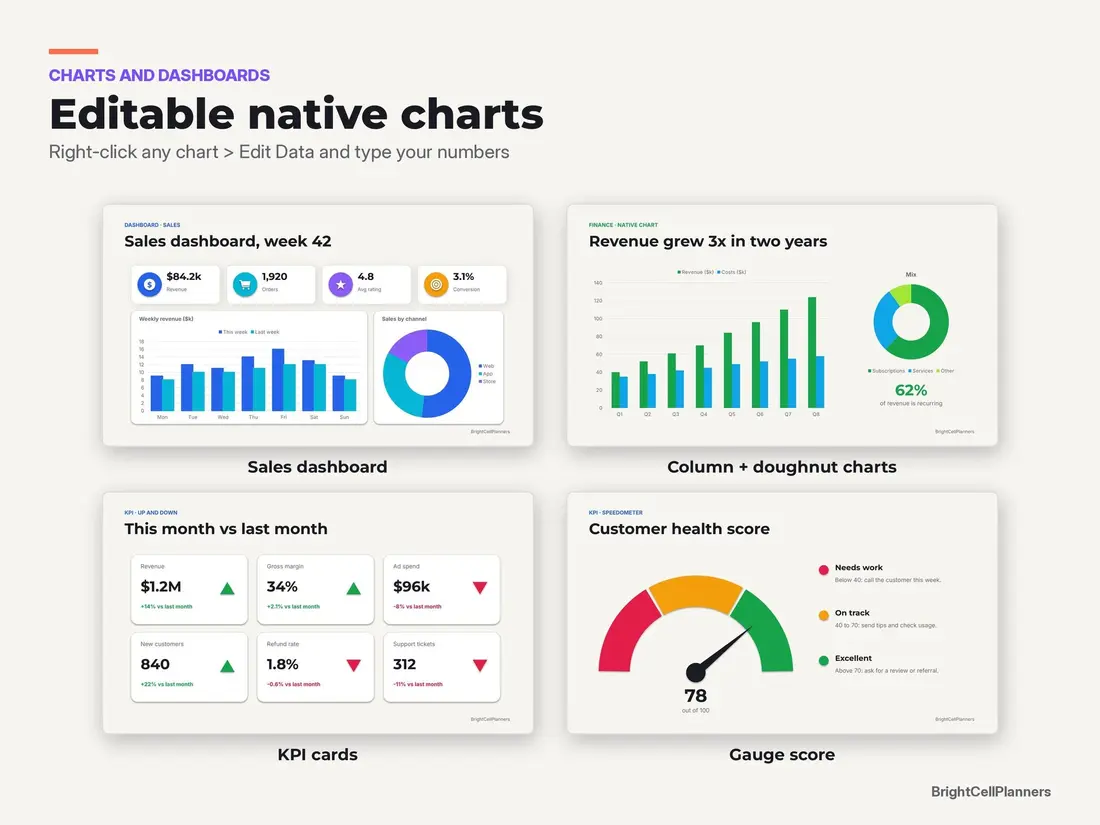 CHARTS AND DASHBOARDS
Editable native charts
Right-click any chart > Edit Data and type your numbers
DASHBOARD · SALES
Sales dashboard, week 42
$84.2k
Revenue
1,920
Orders
4.8
Avg rating
3.1%
Conversion
Weekly revenue ($k)
This week Last week
18
16
14
12
10
8
6
4
2
0
Mon Tue Wed Thu Fri Sat Sun
Sales by channel
Web
App
Store
BrightCellPlanners
Sales dashboard
FINANCE · NATIVE CHART
Revenue grew 3x in two years
Revenue ($k) Costs ($k)
140
120
100
80
60
40
20
0
Q1 Q2 Q3 Q4 Q5 Q6 Q7 Q8
Mix
Subscriptions Services Other
62%
of revenue is recurring
BrightCellPlanners
Column + doughnut charts
KPI · UP AND DOWN
This month vs last month
Revenue
$1.2M
+14% vs last month
Gross margin
34%
+2.1% vs last month
Ad spend
$96k
-8% vs last month
New customers
840
+22% vs last month
Refund rate
1.8%
-0.6% vs last month
Support tickets
312
-11% vs last month
BrightCellPlanners
KPI cards
KPI · SPEEDOMETER
Customer health score
78
out of 100
Needs work
Below 40: call the customer this week.
On track
40 to 70: send tips and check usage.
Excellent
Above 70: ask for a review or referral.
BrightCellPlanners
Gauge score
BrightCellPlanners